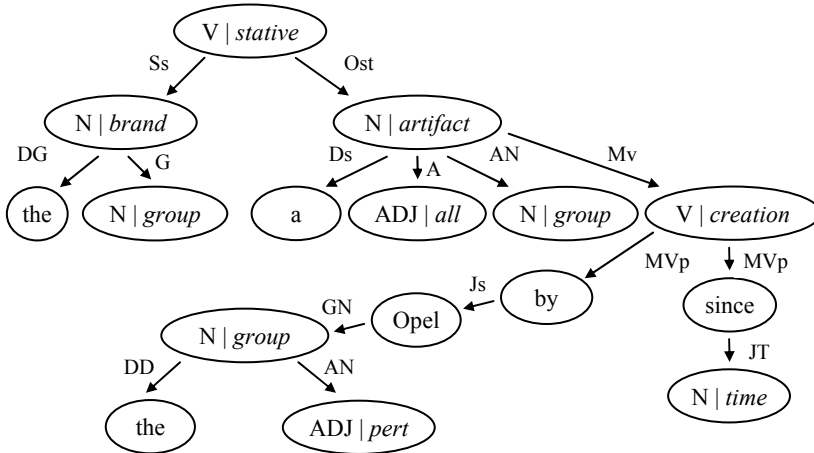 V | stative
Ss
Ost
N | brand
N | artifact
DG
G
Ds
A
AN
Mv
the
N | group
a
ADJ | all
N | group
V | creation
MVp
MVp
Js
by
since
GN
Opel
N | group
JT
DD
AN
N | time
the
ADJ | pert